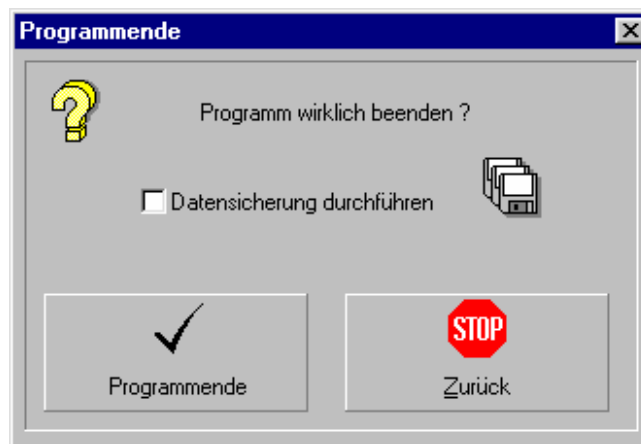 Programmende
Programm wirklich beenden ?
Datensicherung durchführen
STOP
Programmende
Zurück